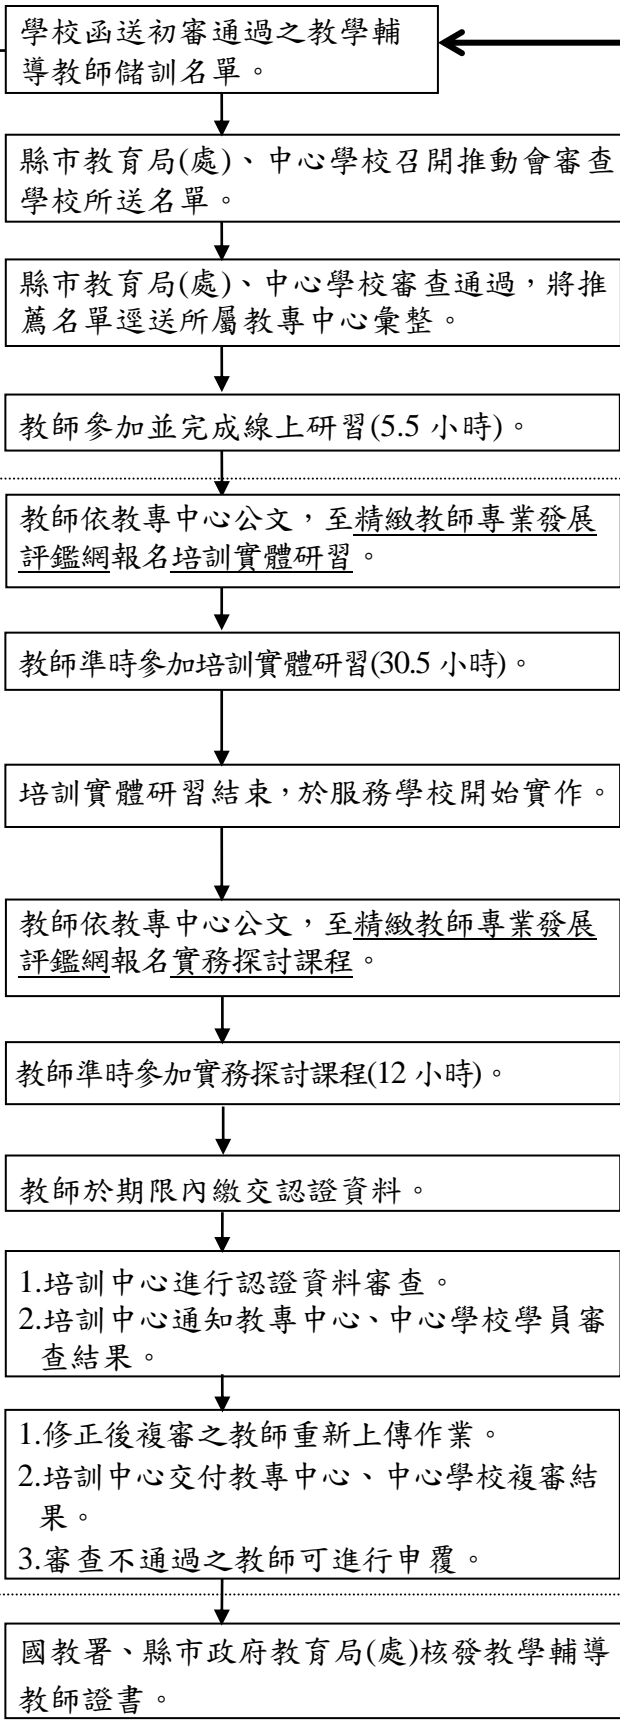 學校函送初審通過之教學輔
導教師儲訓名單。
縣市教育局(處)、中心學校召開推動會審查
學校所送名單。
縣市教育局(處)、中心學校審查通過，將推
薦名單逕送所屬教專中心彙整。
教師參加並完成線上研習(5.5 小時)。
教師依教專中心公文，至精緻教師專業發展
評鑑網報名培訓實體研習。
教師準時參加培訓實體研習(30.5 小時)。
培訓實體研習結束，於服務學校開始實作。
教師依教專中心公文，至精緻教師專業發展
評鑑網報名實務探討課程。
教師準時參加實務探討課程(12 小時)。
教師於期限內繳交認證資料。
1.培訓中心進行認證資料審查。
2.培訓中心通知教專中心、中心學校學員審
查結果。
1.修正後複審之教師重新上傳作業。
2.培訓中心交付教專中心、中心學校複審結
果。
3.審查不通過之教師可進行申覆。
國教署、縣市政府教育局(處)核發教學輔導
教師證書。